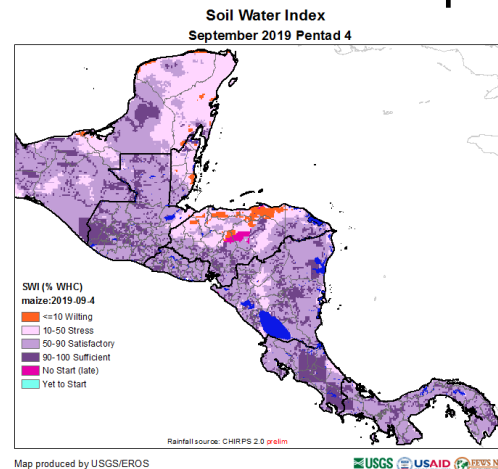 Soil Water Index
September 2019 Pentad 4
SWI (% WHC)
maize:2019-09-4
<=10 Wilting
10-50 Stress
50-90 Satisfactory
90-100 Sufficient
No Start (late)
Yet to Start
Rainfall source: CHIRPS 2.0 prelim
Map produced by USGS/EROS
USGS USAID FEWS N